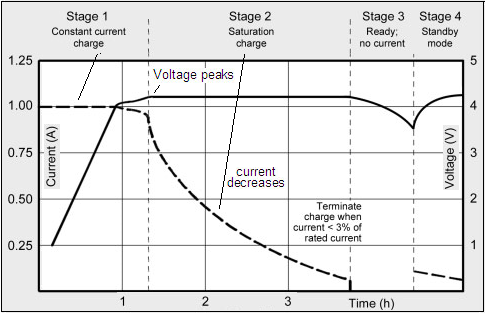 Stage 1
Constant current
charge
Stage 2
Saturation
charge
Stage 3
Ready;
no current
Stage 4
Standby
mode
1.25
1.00
0.75
0.50
0.25
Current (A)
Voltage peaks
current
decreases
Terminate
charge when
current < 3% of
rated current
5
4
3
2
1
Voltage (V)
1
2
3
Time (h)